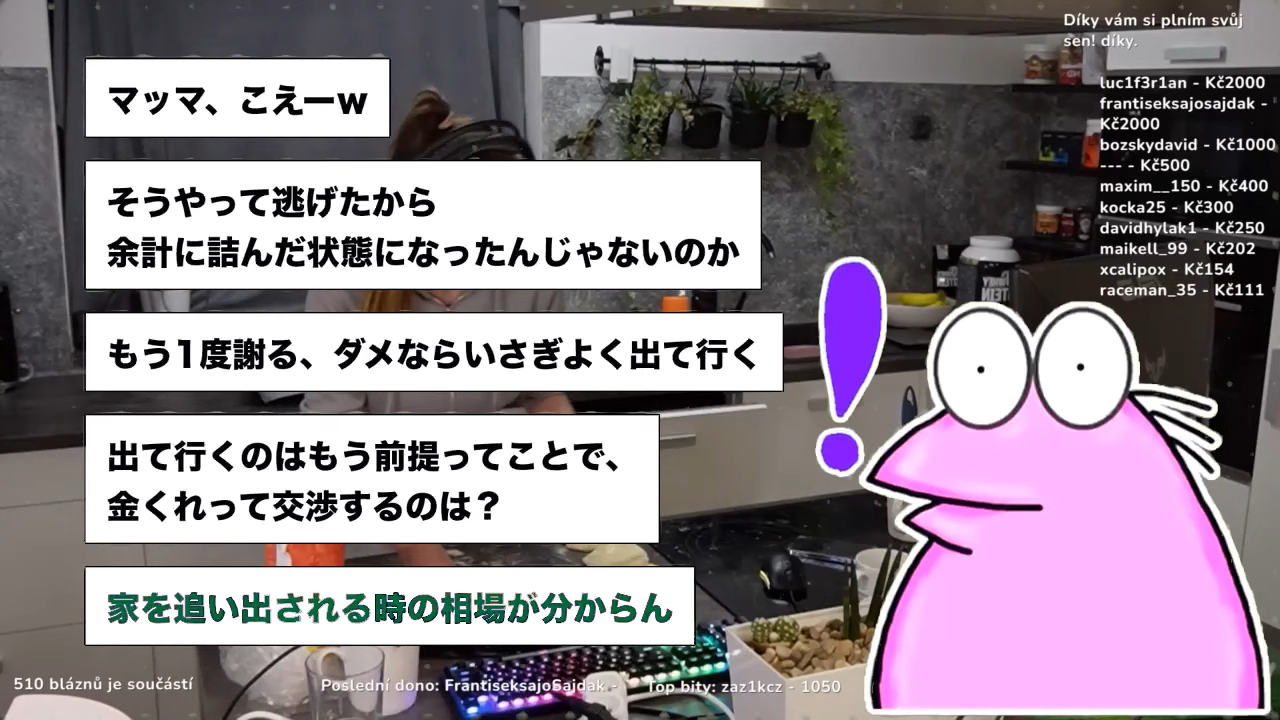 マッマ、こえーw
そうやって逃げたから
余計に詰んだ状態になったんじゃないのか
もう1度謝る、ダメならいさぎよく出て行く
出て行くのはもう前提ってことで、
金くれって交渉するのは？
家を追い出される時の相場が分からん
Díky vám si plním svůj
sen! díky.
luc1f3r1an - Kč2000
frantiseksajosajdak -
Kč2000
bozskydavid - Kč1000
--- - Kč500
maxim__150 - Kč400
kocka25 - Kč300
davidhylak1 - Kč250
maikell_99 - Kč202
xcalipox - Kč154
raceman_35 - Kč111
510 bláznů je součástí
Poslední dono: FrantiseksajoSajdak -
Top bity: zaz1kcz - 1050